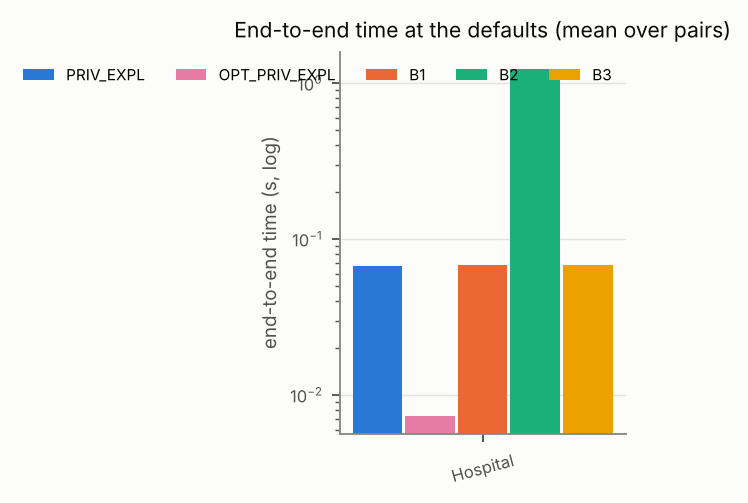 End-to-end time at the defaults (mean over pairs)
PRIV_EXPL OPT_PRIV_EXPL B1 B2 B3
10⁰
10⁻¹
10⁻²
end-to-end time (s, log)
Hospital